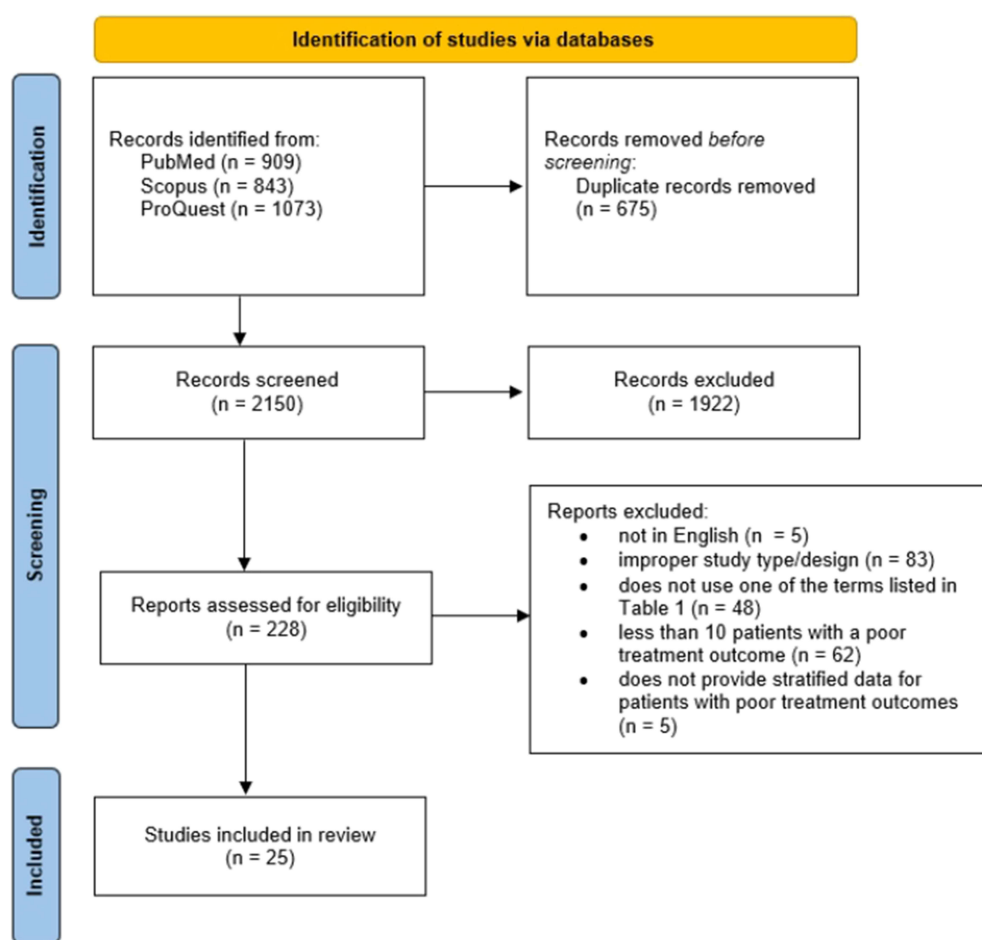 Identification of studies via databases
Identification
Records identified from:
PubMed (n = 909)
Scopus (n = 843)
ProQuest (n = 1073)
Records removed before
screening:
Duplicate records removed
(n = 675)
Screening
Records screened
(n = 2150)
Records excluded
(n = 1922)
Reports assessed for eligibility
(n = 228)
Reports excluded:
• not in English (n  = 5)
• improper study type/design (n = 83)
• does not use one of the terms listed in
Table 1 (n = 48)
• less than 10 patients with a poor
treatment outcome (n = 62)
• does not provide stratified data for
patients with poor treatment outcomes
(n = 5)
Included
Studies included in review
(n = 25)